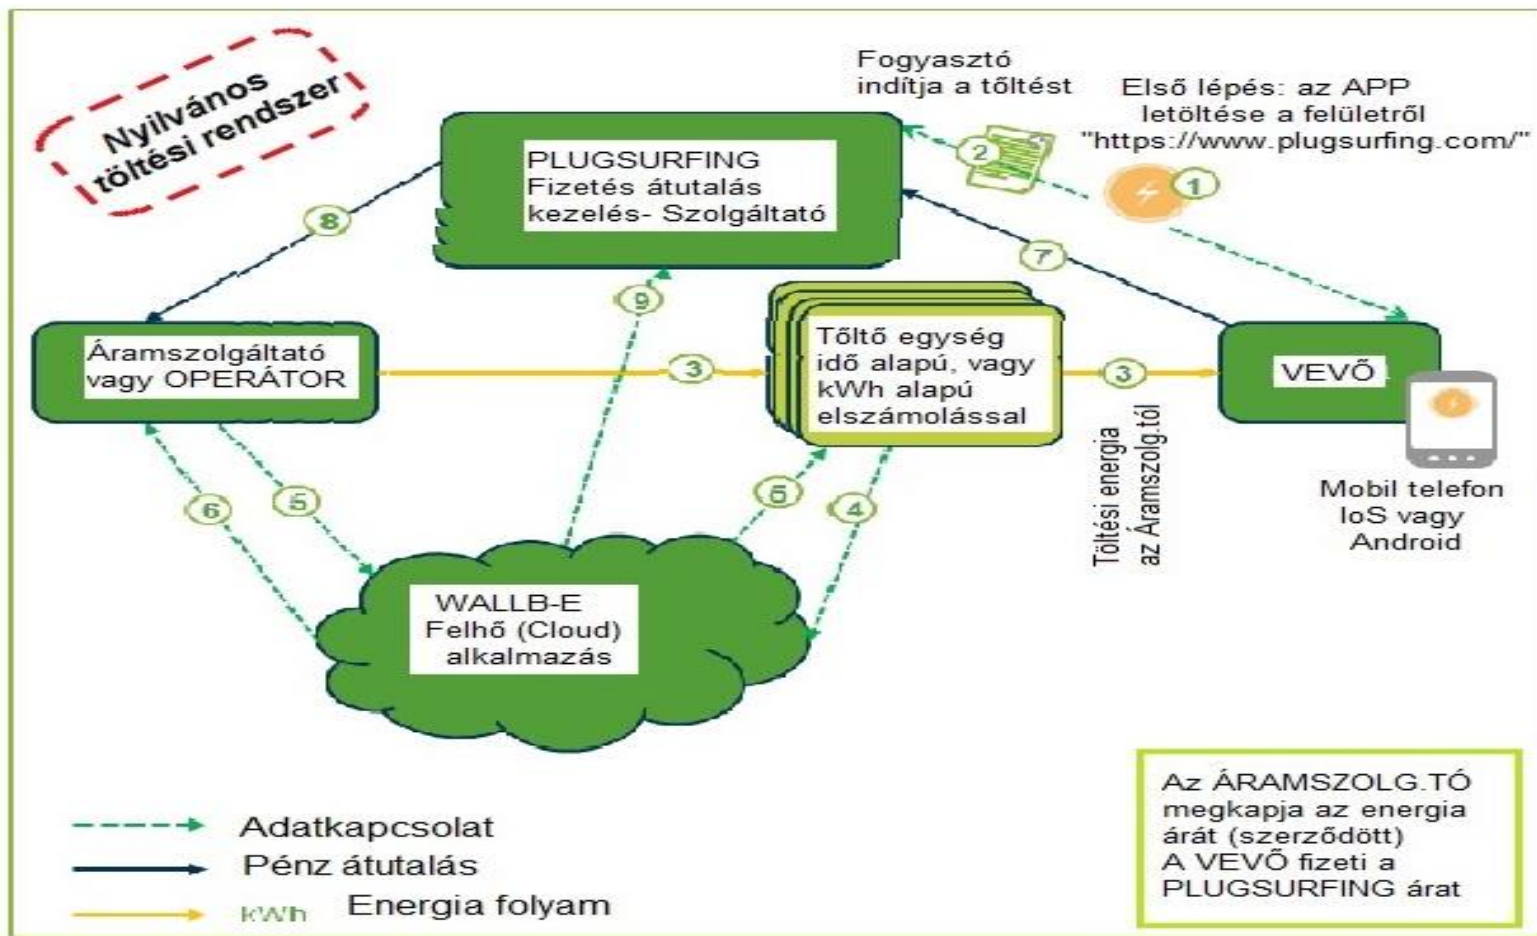 Nyilvános
töltési rendszer
Fogyasztó
indítja a tőltést
Első lépés: az APP
letöltése a felületről
"https://www.plugsurfing.com/"
PLUGSURFING
Fizetés átutalás
kezelés- Szolgáltató
2
1
8
7
9
Áramszolgáltató
vagy OPERÁTOR
3
Tőltő egység
idő alapú, vagy
kWh alapú
elszámolással
3
VEVŐ
Töltési energia
az Áramszolg.tól
Mobil telefon
IoS vagy
Android
6
5
6
4
WALLB-E
Felhő (Cloud)
alkalmazás
Adatkapcsolat
Pénz átutalás
kWh Energia folyam
Az ÁRAMSZOLG.TÓ
megkapja az energia
árát (szerződött)
A VEVŐ fizeti a
PLUGSURFING árat